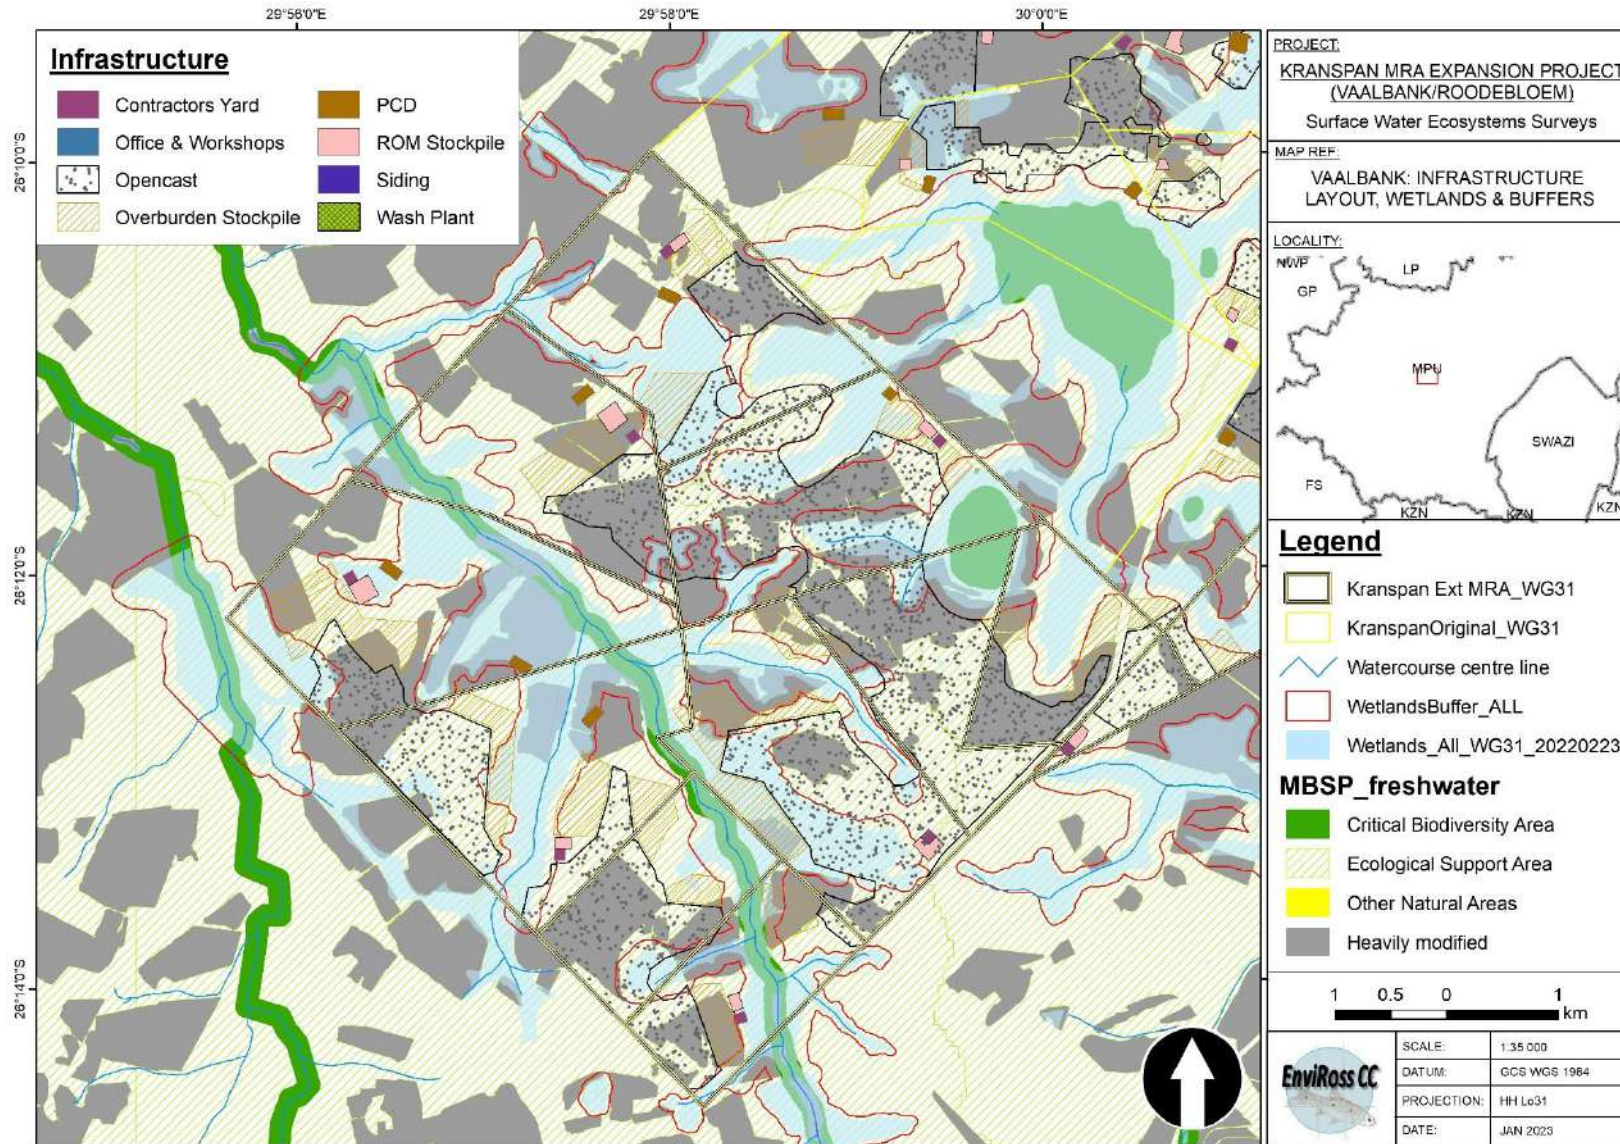 29°56'0"E
29°58'0"E
30°0'0"E
26°10'0"S
26°12'0"S
26°14'0"S
Infrastructure
Contractors Yard
Office & Workshops
Opencast
Overburden Stockpile
PCD
ROM Stockpile
Siding
Wash Plant
PROJECT:
KRANSPAN MRA EXPANSION PROJECT
(VAALBANK/ROODEBLOEM)
Surface Water Ecosystems Surveys
MAP REF:
VAALBANK: INFRASTRUCTURE
LAYOUT, WETLANDS & BUFFERS
LOCALITY:
NWP
LP
GP
MPU
SWAZI
FS
KZN
KZN
KZN
Legend
Kranspan Ext MRA_WG31
KranspanOriginal_WG31
Watercourse centre line
WetlandsBuffer_ALL
Wetlands_All_WG31_20220223
MBSP_freshwater
Critical Biodiversity Area
Ecological Support Area
Other Natural Areas
Heavily modified
1 0.5 0 1
km
EnviRoss CC
SCALE: 1:35 000
DATUM: GCS WGS 1984
PROJECTION: HH Lo31
DATE: JAN 2023